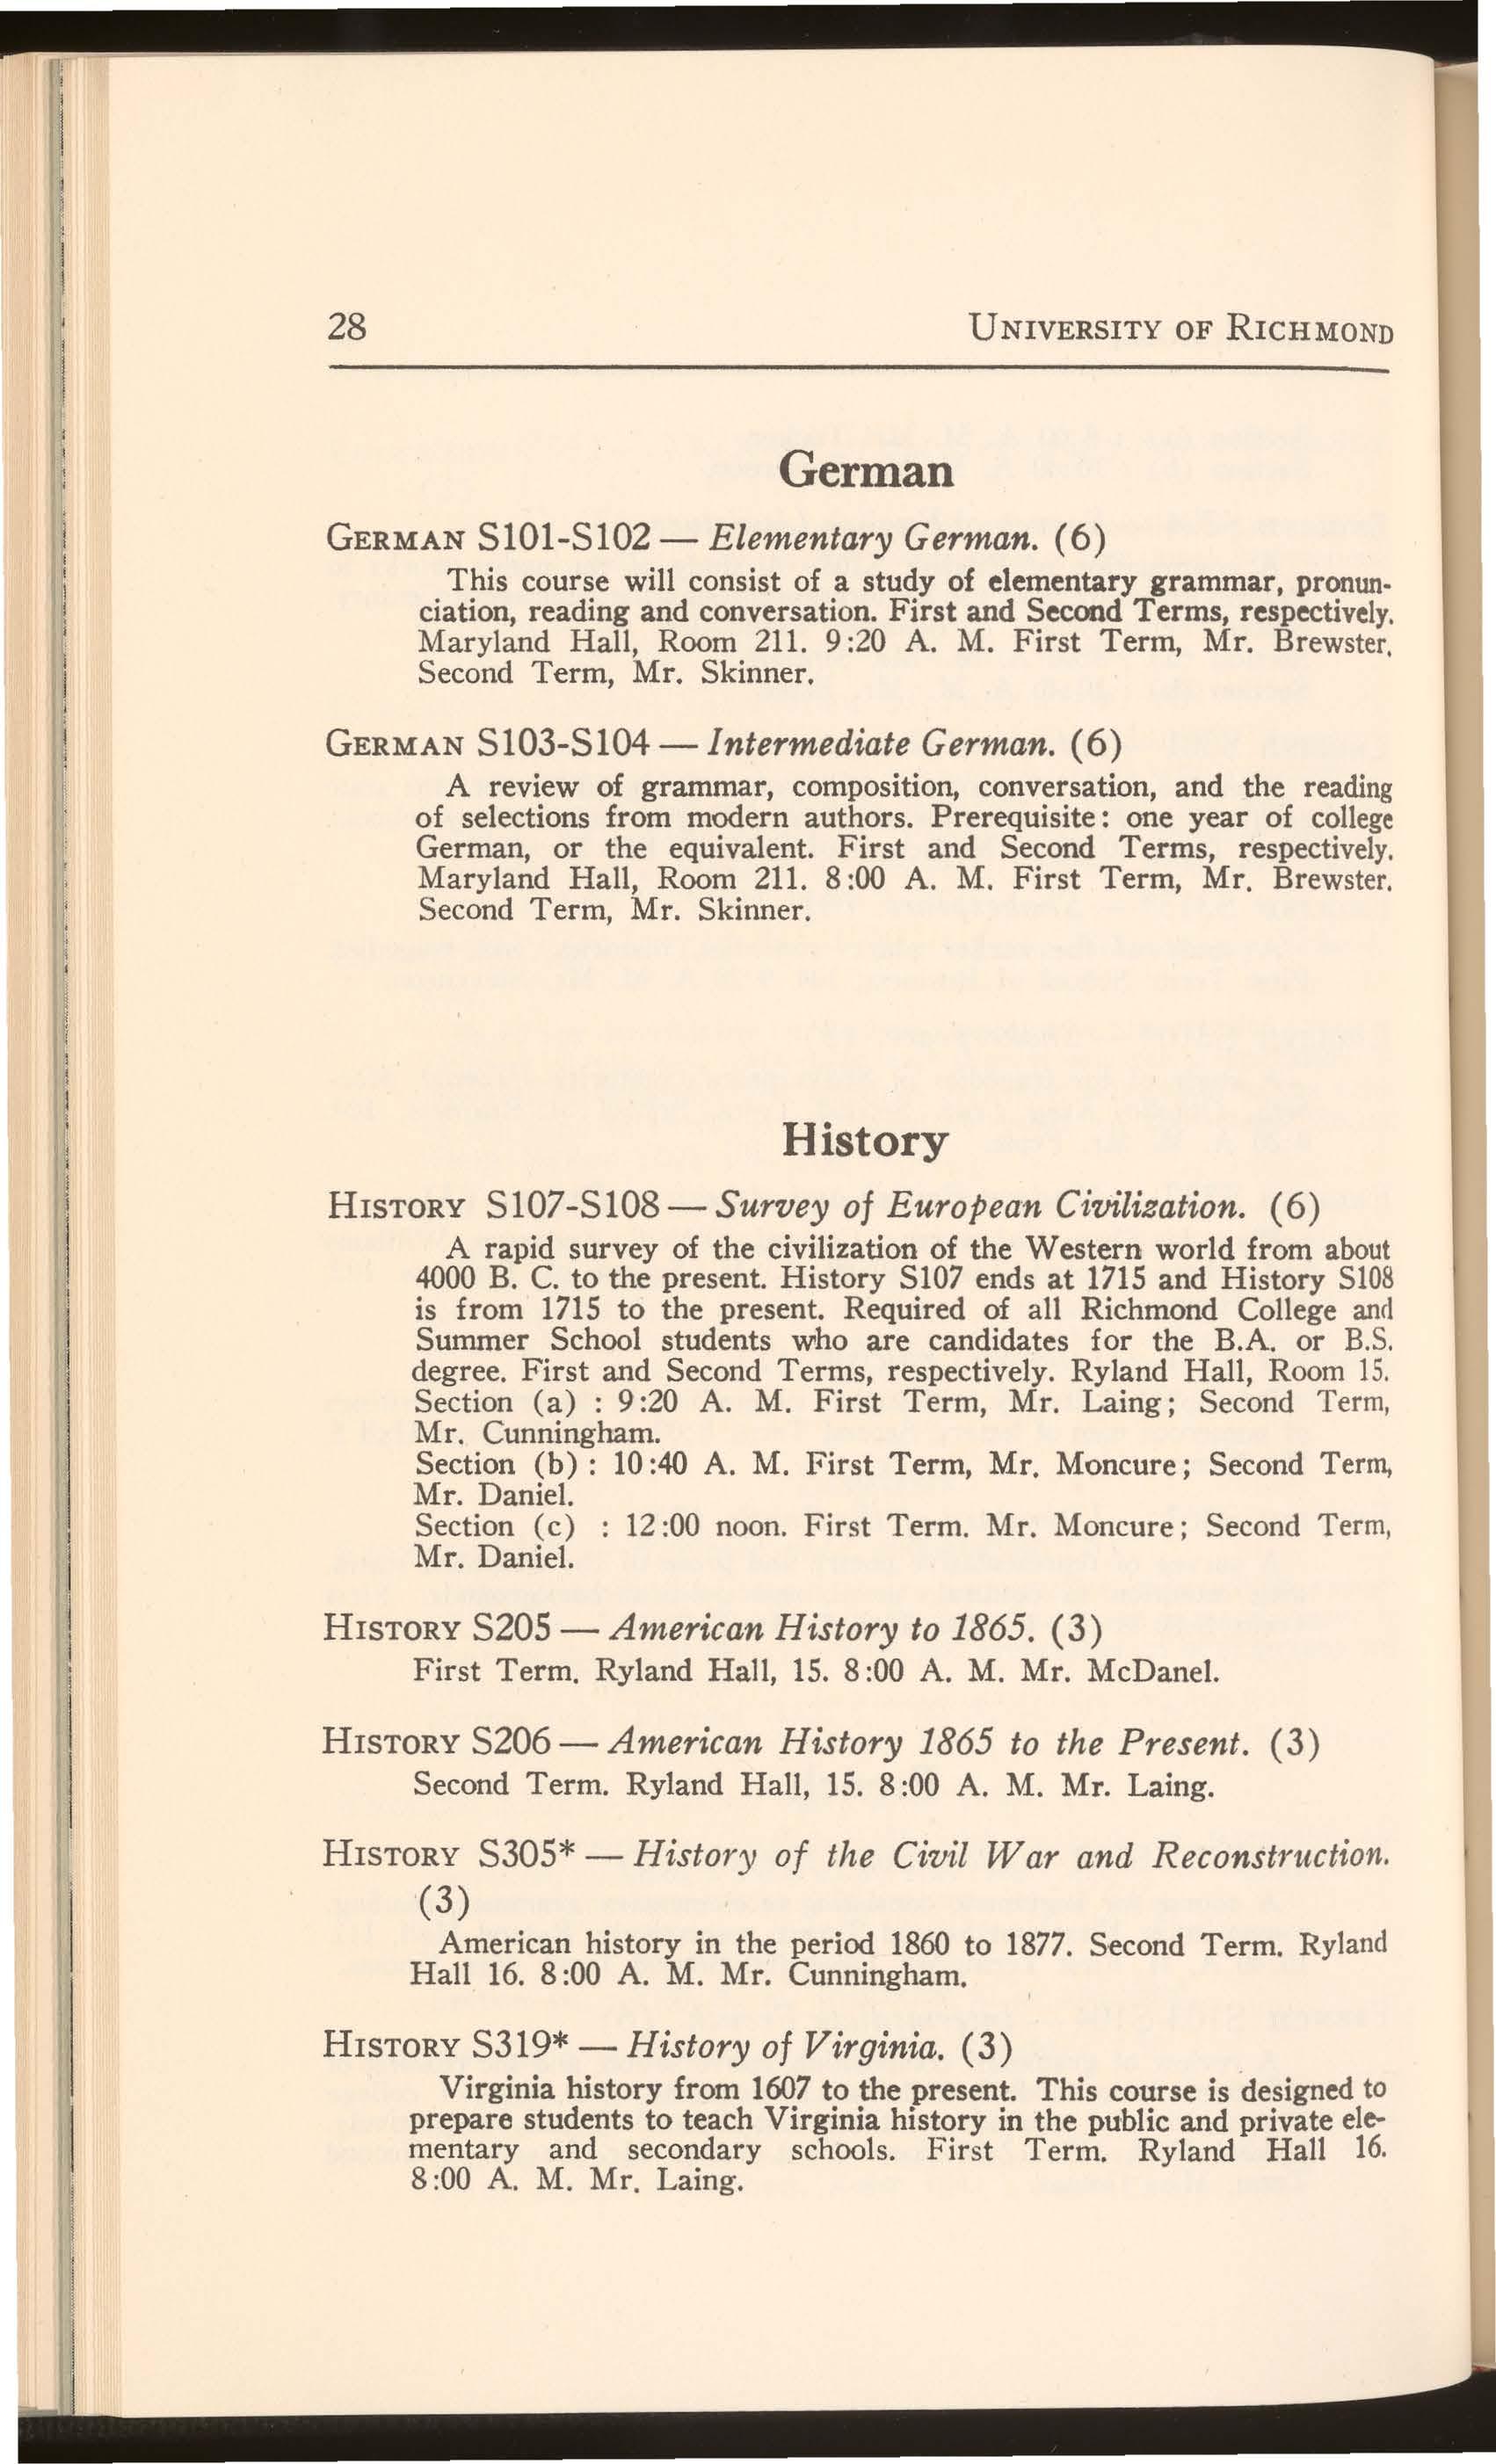 28 UNIVERSITY OF RICHMOND
German
GERMAN S101-S102 — Elementary German. (6)
This course will consist of a study of elementary grammar, pronun-
ciation, reading and conversation. First and Second Terms, respectively.
Maryland Hall, Room 211. 9:20 A. M. First Term, Mr. Brewster.
Second Term, Mr. Skinner.
GERMAN S103-S104 — Intermediate German. (6)
A review of grammar, composition, conversation, and the reading
of selections from modern authors. Prerequisite: one year of college
German, or the equivalent. First and Second Terms, respectively.
Maryland Hall, Room 211. 8:00 A. M. First Term, Mr. Brewster.
Second Term, Mr. Skinner.
History
HISTORY S107-S108 — Survey of European Civilization. (6)
A rapid survey of the civilization of the Western world from about
4000 B. C. to the present. History S107 ends at 1715 and History S108
is from 1715 to the present. Required of all Richmond College and
Summer School students who are candidates for the B.A. or B.S.
degree. First and Second Terms, respectively. Ryland Hall, Room 15.
Section (a) : 9:20 A. M. First Term, Mr. Laing; Second Term,
Mr. Cunningham.
Section (b) : 10:40 A. M. First Term, Mr. Moncure; Second Term,
Mr. Daniel.
Section (c) : 12:00 noon. First Term. Mr. Moncure; Second Term,
Mr. Daniel.
HISTORY S205 — American History to 1865. (3)
First Term. Ryland Hall, 15. 8:00 A. M. Mr. McDanel.
HISTORY S206 — American History 1865 to the Present. (3)
Second Term. Ryland Hall, 15. 8:00 A. M. Mr. Laing.
HISTORY S305* — History of the Civil War and Reconstruction.
(3)
American history in the period 1860 to 1877. Second Term. Ryland
Hall 16. 8:00 A. M. Mr. Cunningham.
HISTORY S319* — History of Virginia. (3)
Virginia history from 1607 to the present. This course is designed to
prepare students to teach Virginia history in the public and private ele-
mentary and secondary schools. First Term. Ryland Hall 16.
8:00 A. M. Mr. Laing.